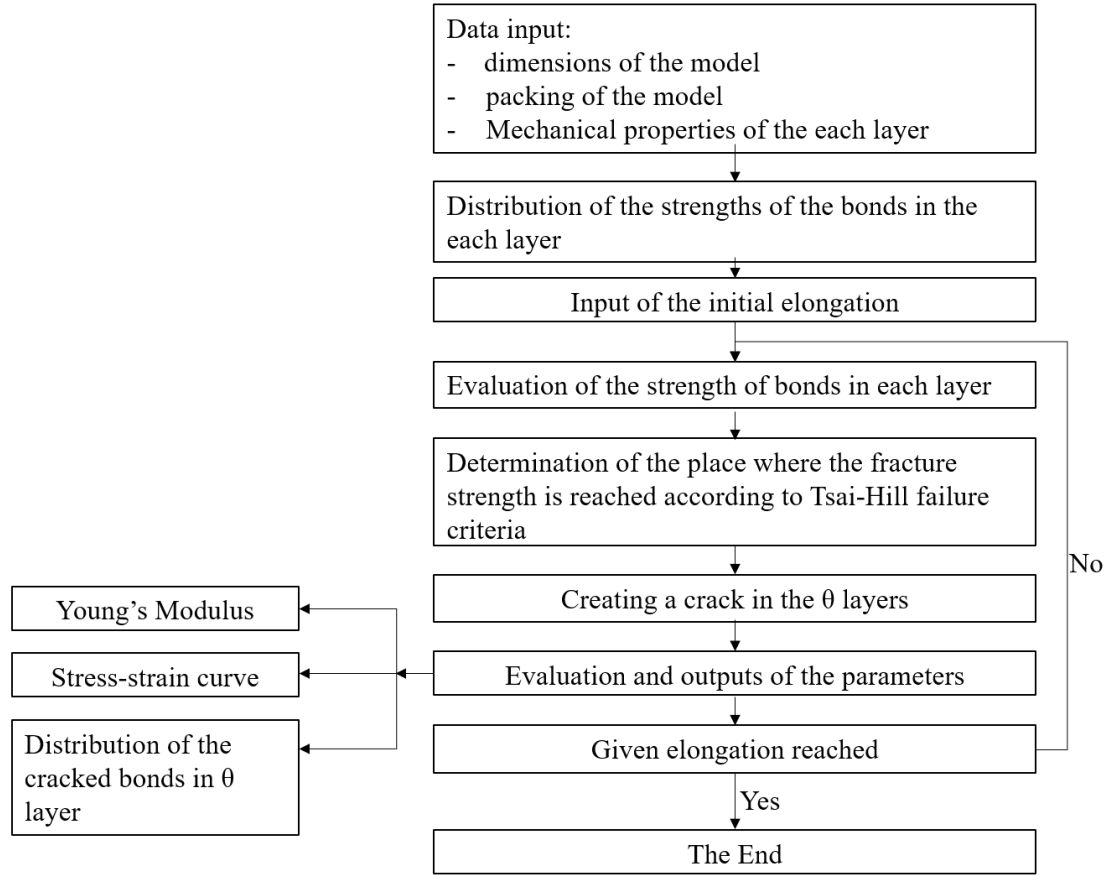 Data input:
- dimensions of the model
- packing of the model
- Mechanical properties of the each layer
Distribution of the strengths of the bonds in the
each layer
Input of the initial elongation
Evaluation of the strength of bonds in each layer
Determination of the place where the fracture
strength is reached according to Tsai-Hill failure
criteria
No
Creating a crack in the θ layers
Young’s Modulus
Stress-strain curve
Evaluation and outputs of the parameters
Distribution of the
cracked bonds in θ
layer
Given elongation reached
Yes
The End